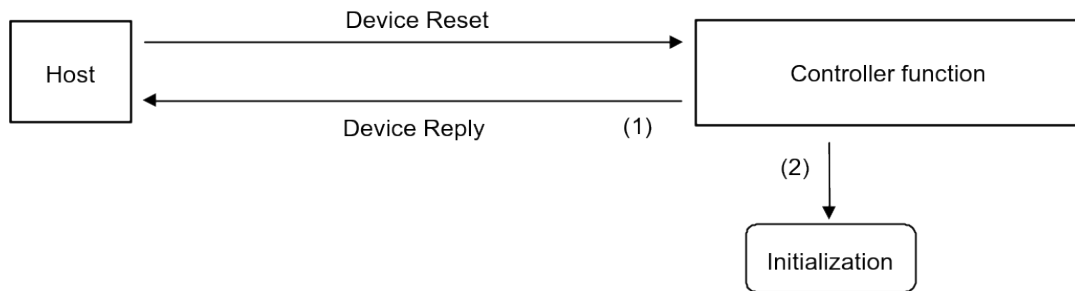 Device Reset
Host
Controller function
Device Reply
(1)
(2)
Initialization